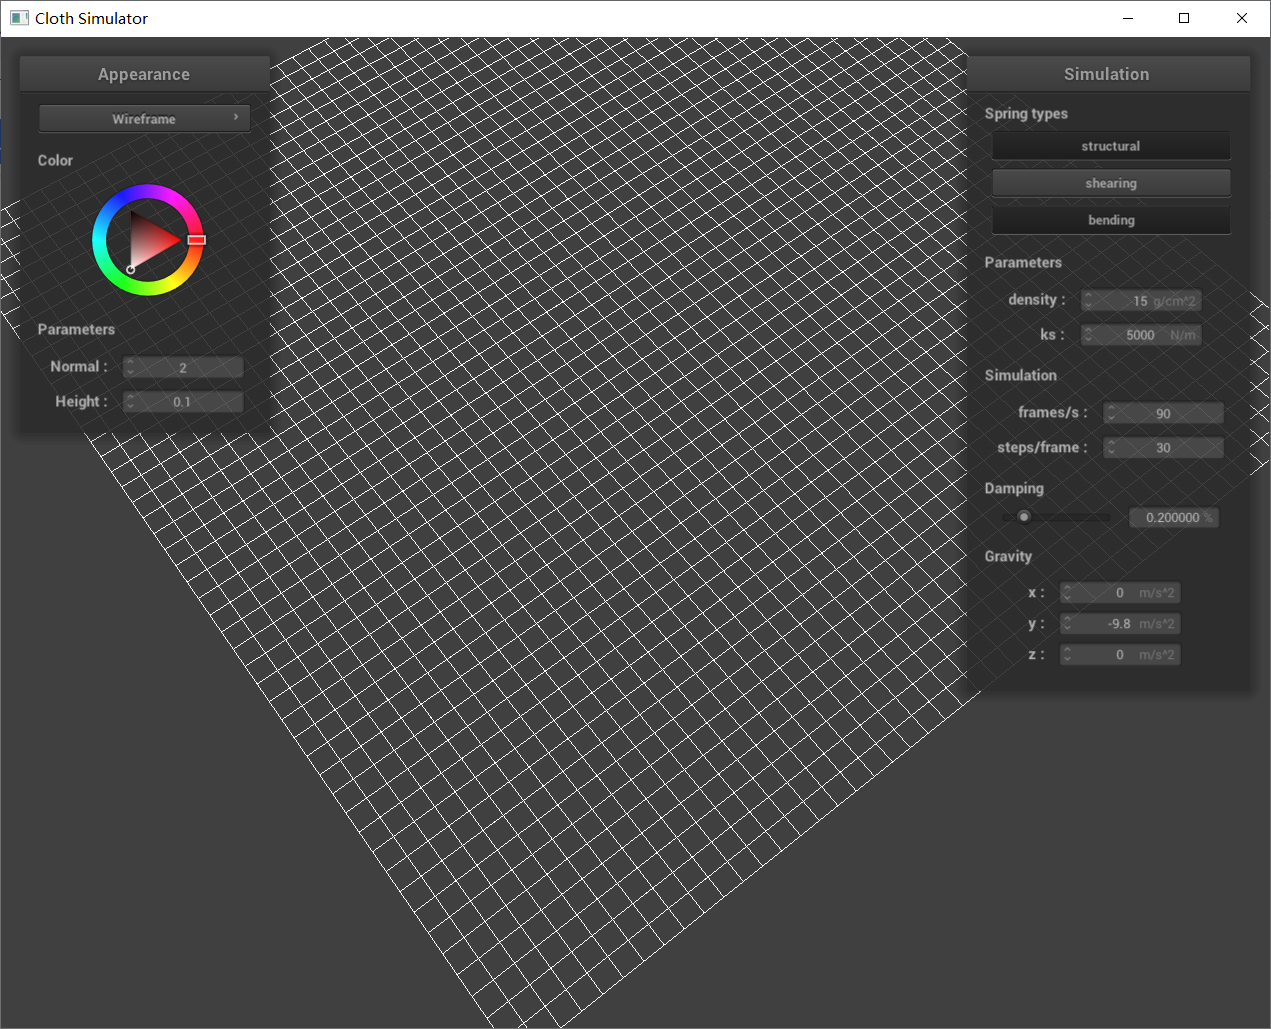 Cloth Simulator
Appearance
Wireframe
Color
Parameters
Normal : 2
Height : 0.1
Simulation
Spring types
structural
shearing
bending
Parameters
density : 15 g/cm^2
ks : 5000 N/m
Simulation
frames/s : 90
steps/frame : 30
Damping
0.200000 %
Gravity
x : 0 m/s^2
y : -9.8 m/s^2
z : 0 m/s^2